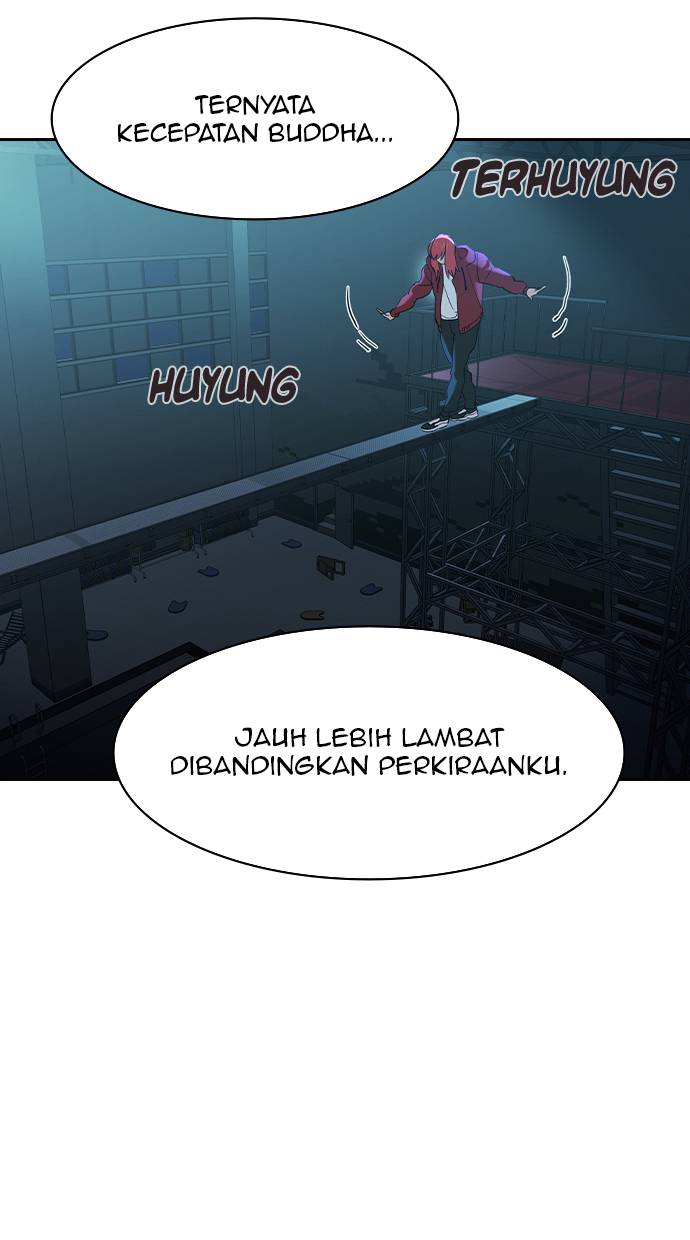 TERNYATA
KECEPATAN BUDDHA...
TERHUYUNG
HUYUNG
JAUH LEBIH LAMBAT
DIBANDINGKAN PERKIRAANKU.